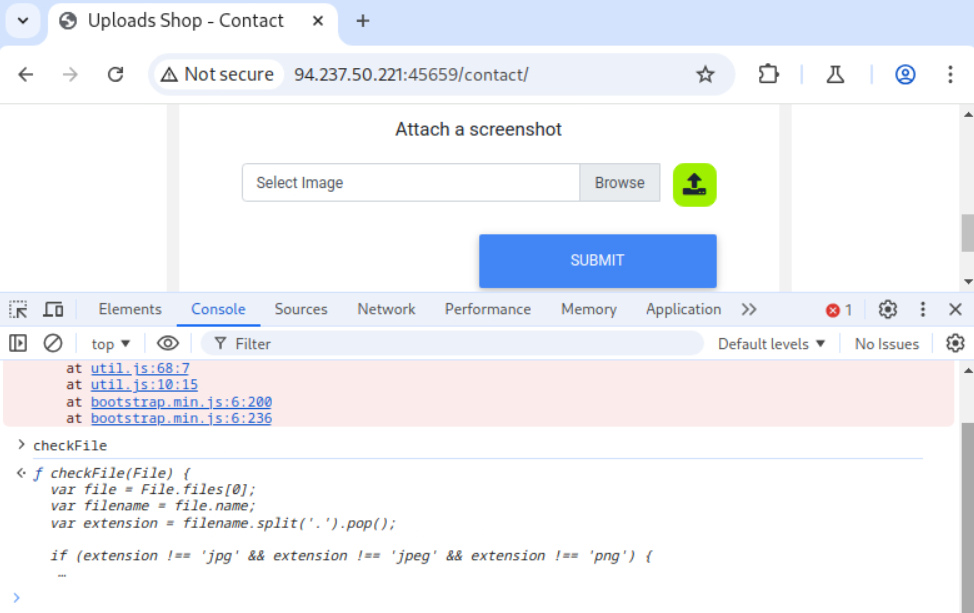 Uploads Shop - Contact
Not secure 94.237.50.221:45659/contact/
Attach a screenshot
Select Image Browse
SUBMIT
Elements Console Sources Network Performance Memory Application 1
top Filter Default levels No Issues
at util.js:68:7
at util.js:10:15
at bootstrap.min.js:6:200
at bootstrap.min.js:6:236
> checkFile
ƒ checkFile(File) {
var file = File.files[0];
var filename = file.name;
var extension = filename.split('.').pop();
if (extension !== 'jpg' && extension !== 'jpeg' && extension !== 'png') {
…
>